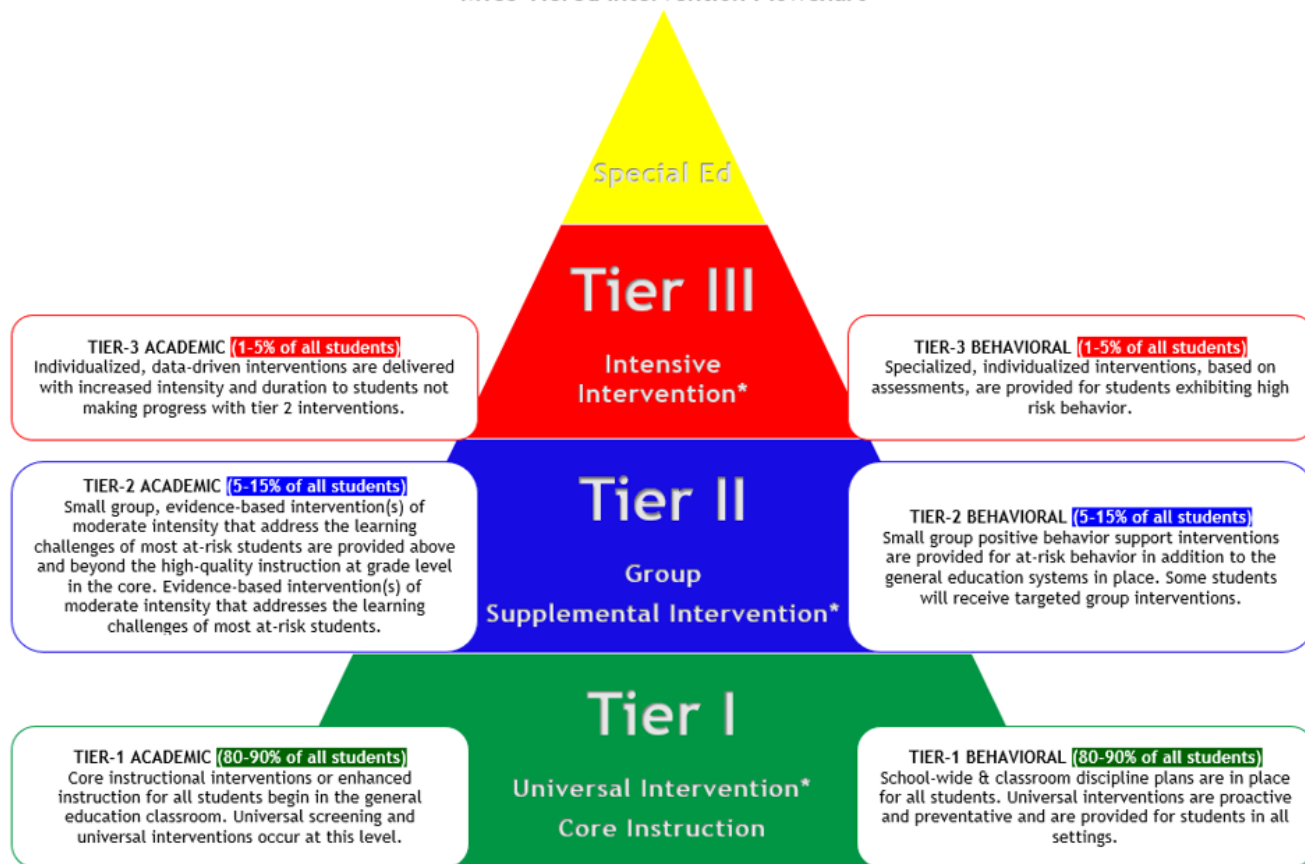 Special Ed
Tier III
Intensive
Intervention*
TIER-3 ACADEMIC (1-5% of all students)
Individualized, data-driven interventions are delivered
with increased intensity and duration to students not
making progress with tier 2 interventions.
TIER-3 BEHAVIORAL (1-5% of all students)
Specialized, individualized interventions, based on
assessments, are provided for students exhibiting high
risk behavior.
Tier II
Group
Supplemental Intervention*
TIER-2 ACADEMIC (5-15% of all students)
Small group, evidence-based intervention(s) of
moderate intensity that address the learning
challenges of most at-risk students are provided above
and beyond the high-quality instruction at grade level
in the core. Evidence-based intervention(s) of
moderate intensity that addresses the learning
challenges of most at-risk students.
TIER-2 BEHAVIORAL (5-15% of all students)
Small group positive behavior support interventions
are provided for at-risk behavior in addition to the
general education systems in place. Some students
will receive targeted group interventions.
Tier I
Universal Intervention*
Core Instruction
TIER-1 ACADEMIC (80-90% of all students)
Core instructional interventions or enhanced
instruction for all students begin in the general
education classroom. Universal screening and
universal interventions occur at this level.
TIER-1 BEHAVIORAL (80-90% of all students)
School-wide & classroom discipline plans are in place
for all students. Universal interventions are proactive
and preventative and are provided for students in all
settings.